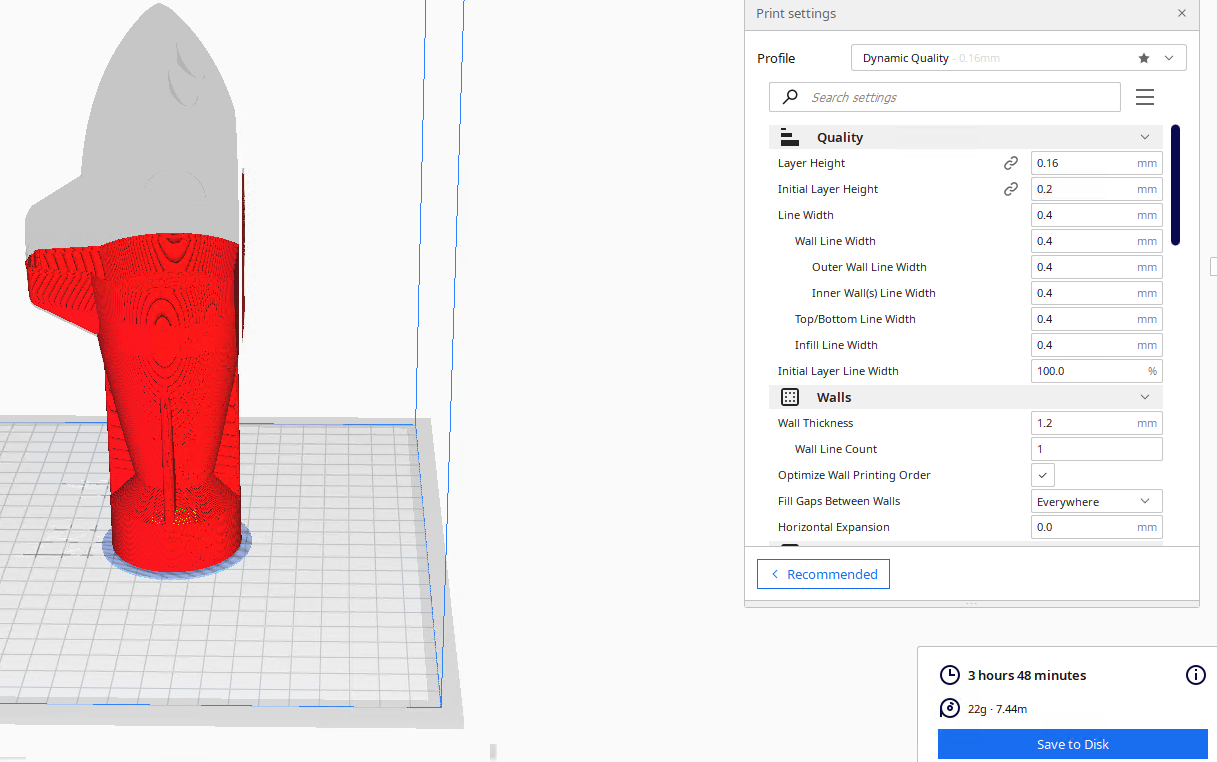 Print settings
Profile
Dynamic Quality - 0.16mm
Search settings
Quality
Layer Height 0.16 mm
Initial Layer Height 0.2 mm
Line Width 0.4 mm
Wall Line Width 0.4 mm
Outer Wall Line Width 0.4 mm
Inner Wall(s) Line Width 0.4 mm
Top/Bottom Line Width 0.4 mm
Infill Line Width 0.4 mm
Initial Layer Line Width 100.0 %
Walls
Wall Thickness 1.2 mm
Wall Line Count 1
Optimize Wall Printing Order
Fill Gaps Between Walls Everywhere
Horizontal Expansion 0.0 mm
Recommended
3 hours 48 minutes
22g · 7.44m
Save to Disk